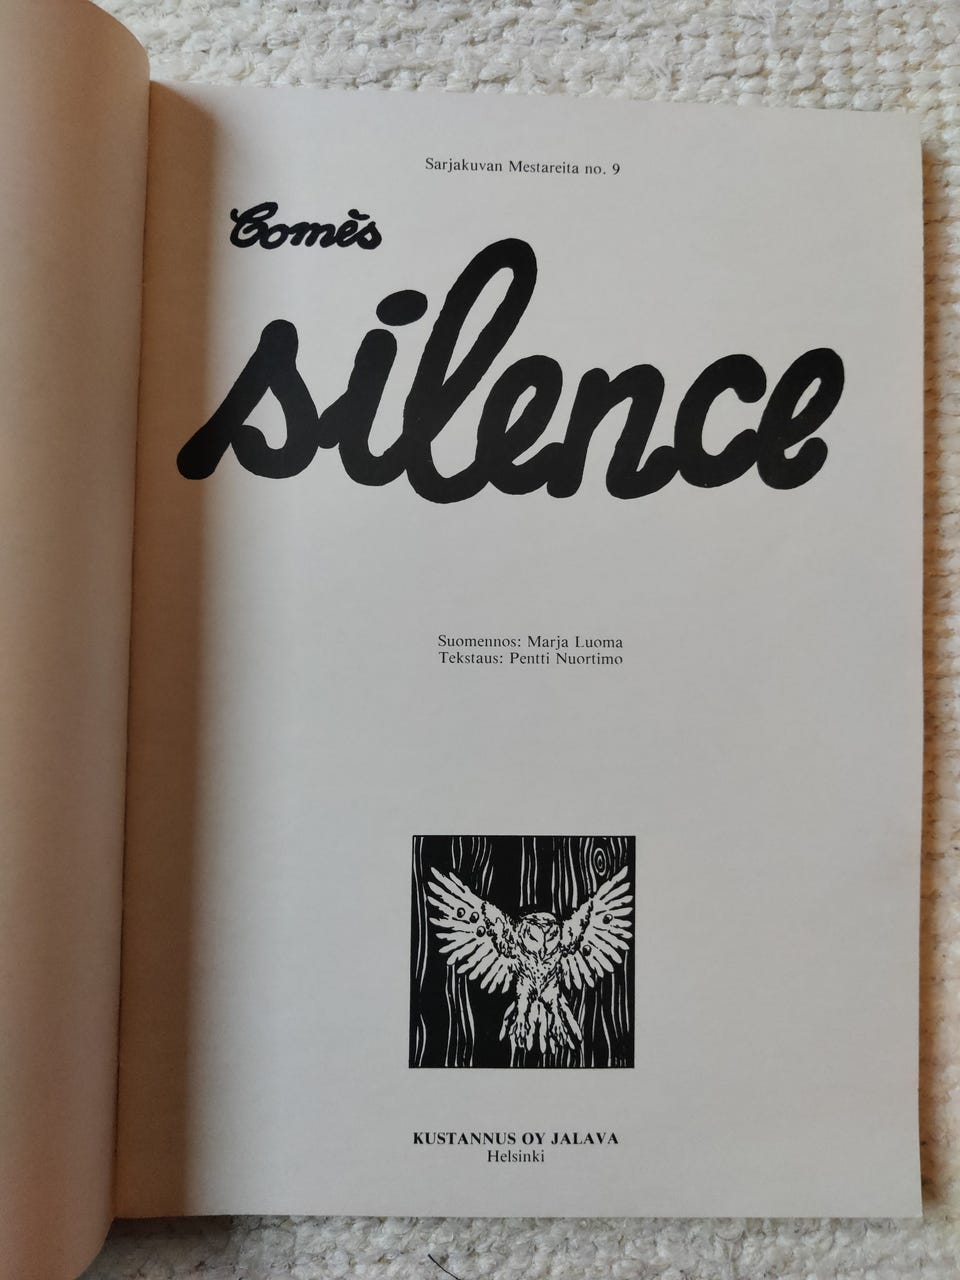 Sarjakuvan Mestareita no. 9
Comès
silence
Suomennos: Marja Luoma
Tekstaus: Pentti Nuortimo
KUSTANNUS OY JALAVA
Helsinki